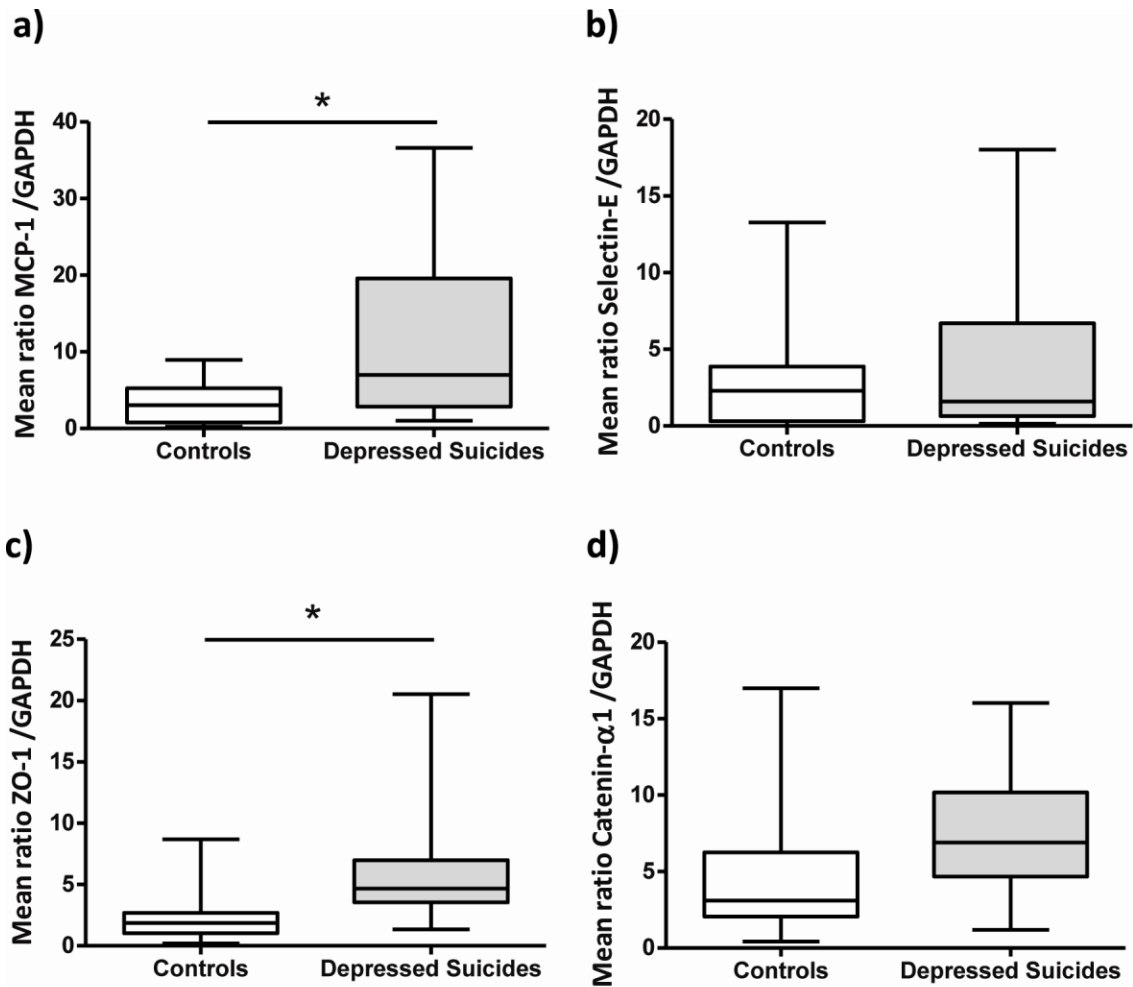 a)
*
Mean ratio MCP-1 /GAPDH
40
30
20
10
0
Controls
Depressed Suicides
b)
Mean ratio Selectin-E /GAPDH
20
15
10
5
0
Controls
Depressed Suicides
c)
*
Mean ratio ZO-1 /GAPDH
25
20
15
10
5
0
Controls
Depressed Suicides
d)
Mean ratio Catenin-α1 /GAPDH
20
15
10
5
0
Controls
Depressed Suicides